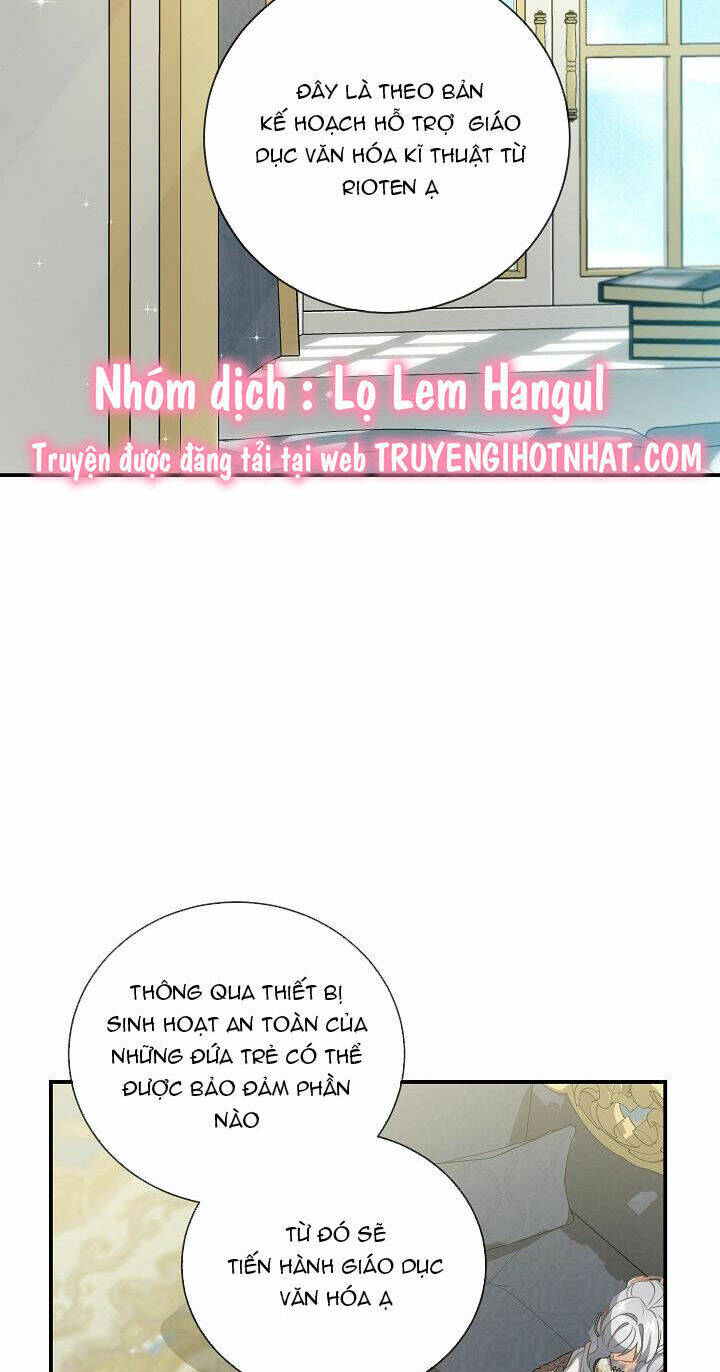 ĐÂY LÀ THEO BẢN
KẾ HOẠCH HỖ TRỢ GIÁO
DỤC VĂN HÓA KĨ THUẬT TỪ
RIOTEN Ạ
Nhóm dịch : Lọ Lem Hangul
Truyện được đăng tải tại web TRUYENGIHOTNHAT.COM
THÔNG QUA THIẾT BỊ
SINH HOẠT AN TOÀN CỦA
NHỮNG ĐỨA TRẺ CÓ THỂ
ĐƯỢC BẢO ĐẢM PHẦN
NÀO
TỪ ĐÓ SẼ
TIẾN HÀNH GIÁO DỤC
VĂN HÓA Ạ